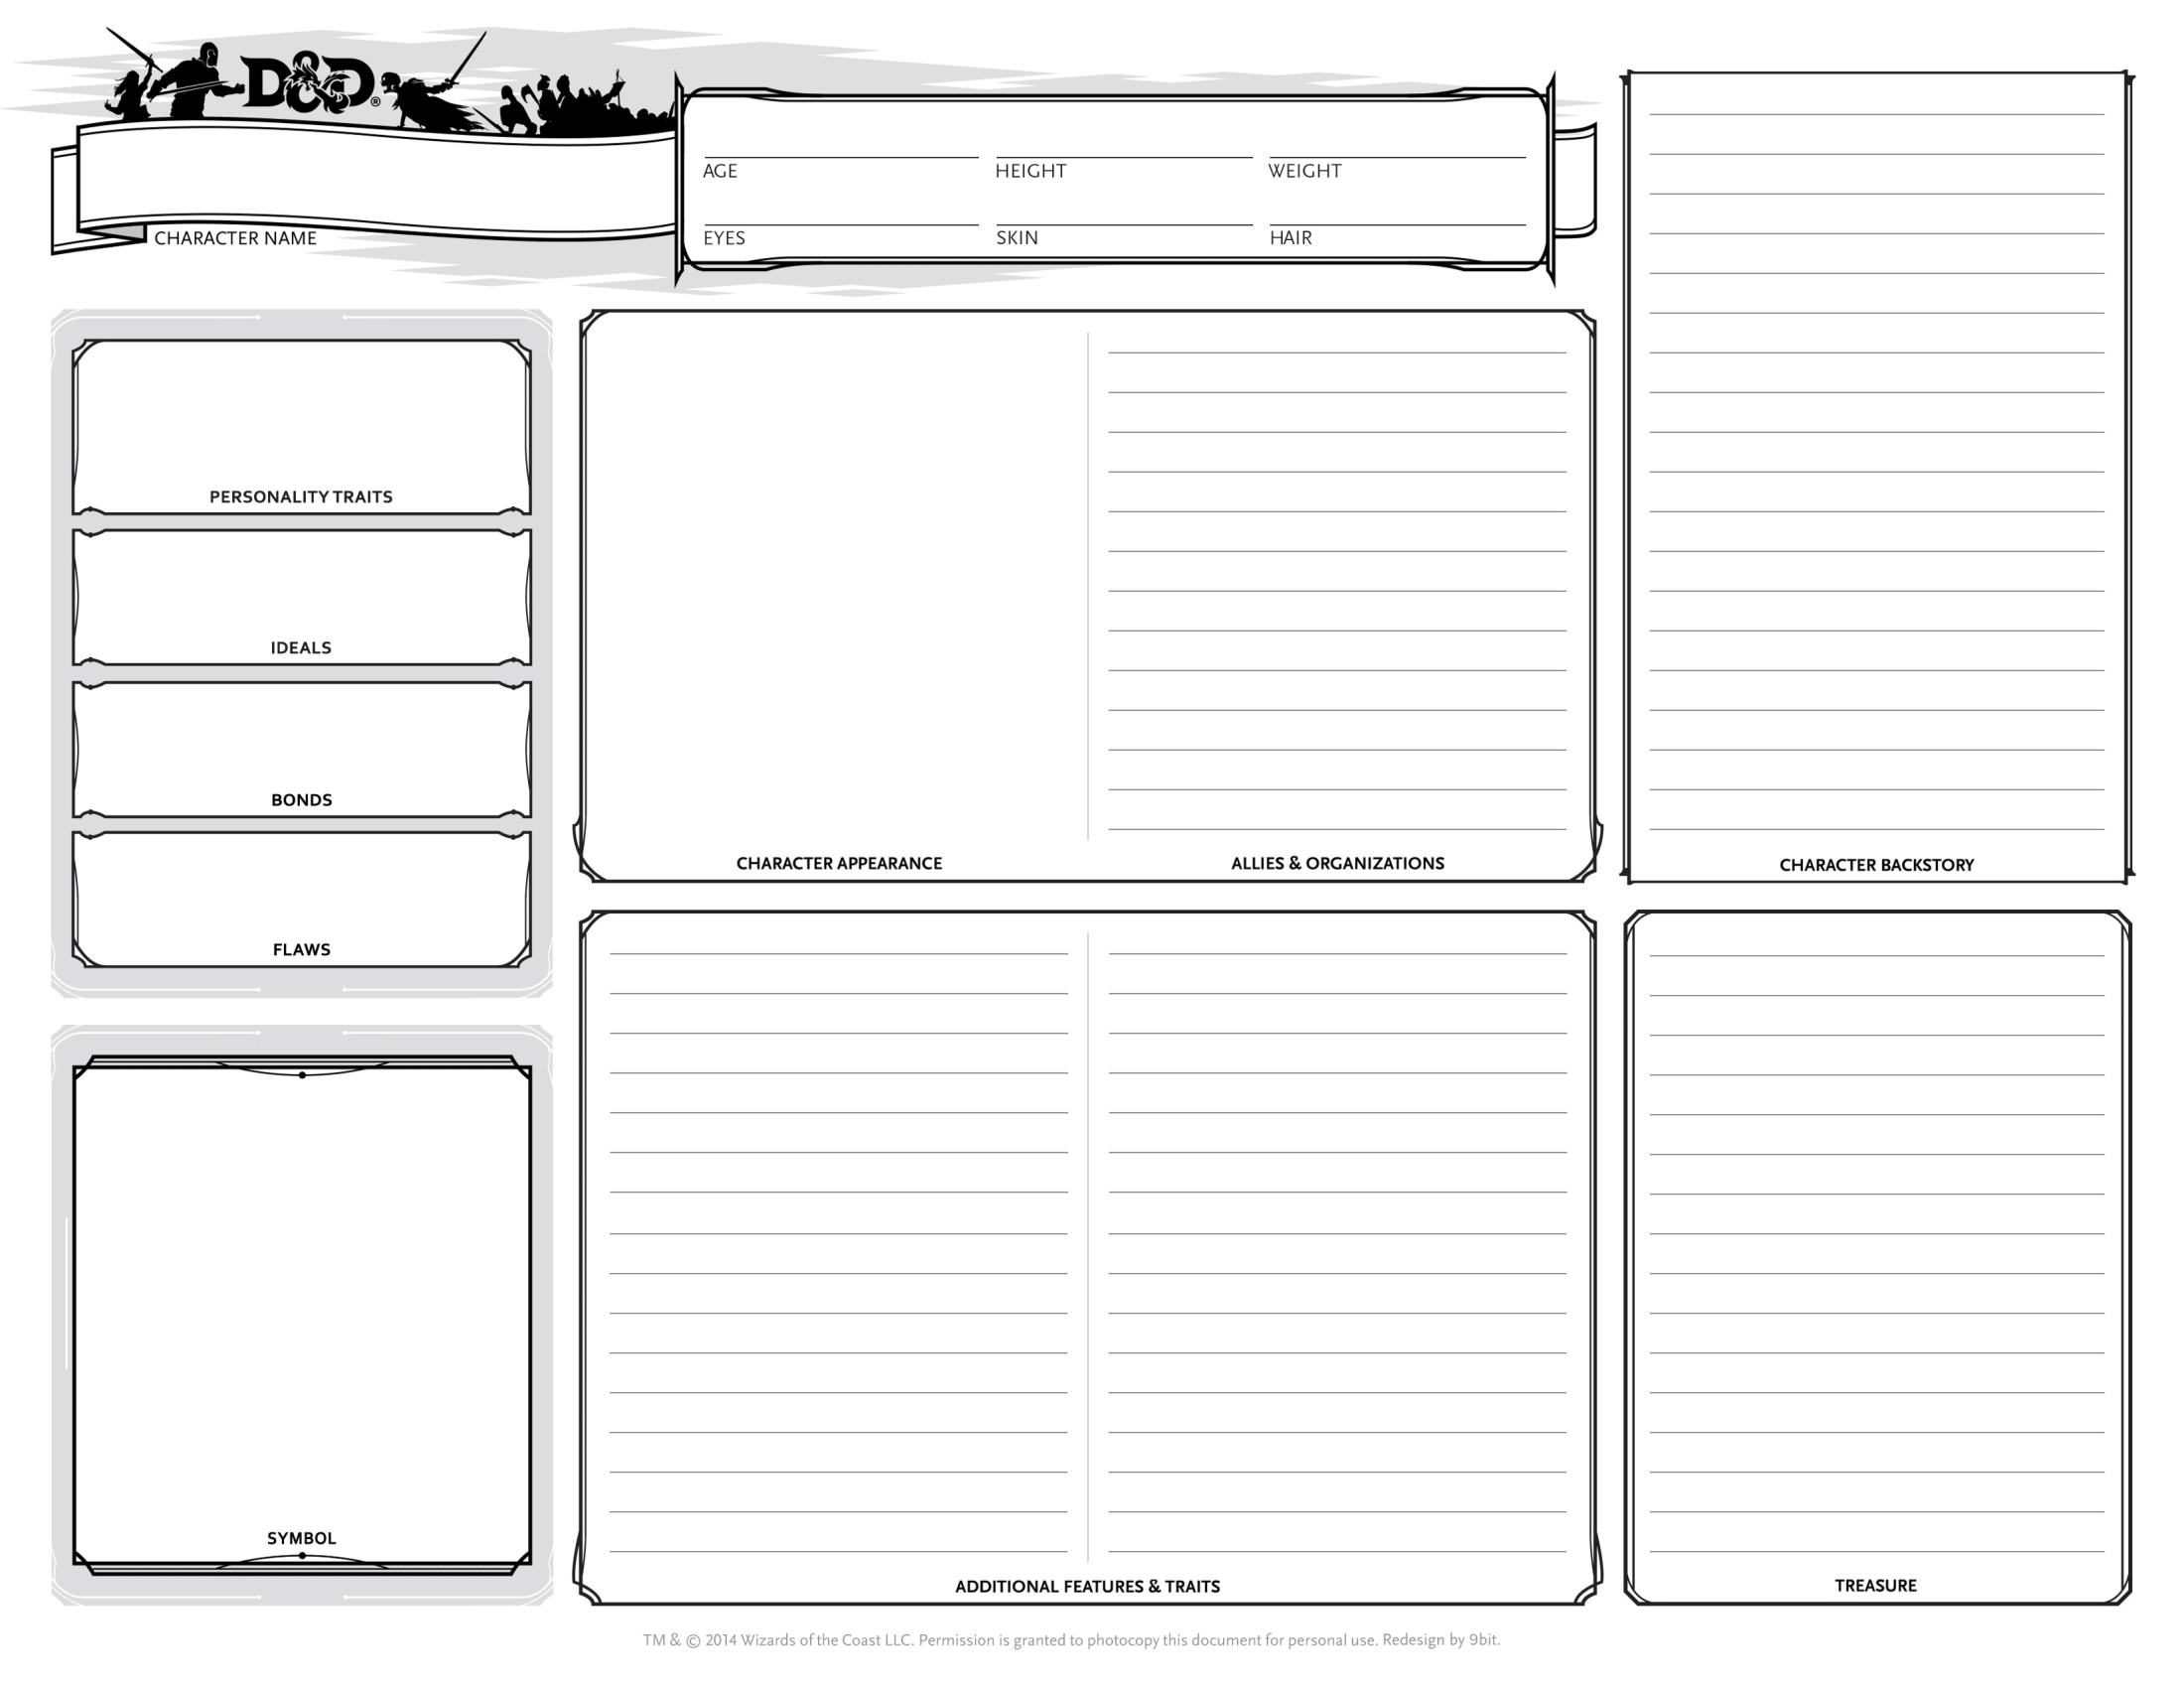 D&D®
CHARACTER NAME
AGE
HEIGHT
WEIGHT
EYES
SKIN
HAIR
PERSONALITY TRAITS
IDEALS
BONDS
FLAWS
SYMBOL
CHARACTER APPEARANCE
ALLIES & ORGANIZATIONS
CHARACTER BACKSTORY
ADDITIONAL FEATURES & TRAITS
TREASURE
TM & © 2014 Wizards of the Coast LLC. Permission is granted to photocopy this document for personal use. Redesign by 9bit.